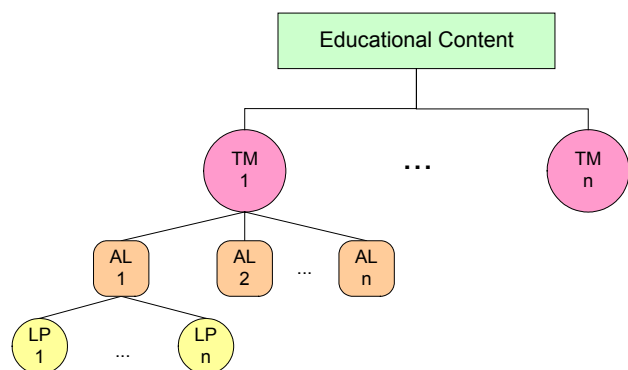 Educational Content
TM
1
...
TM
n
AL
1
AL
2
...
AL
n
LP
1
...
LP
n